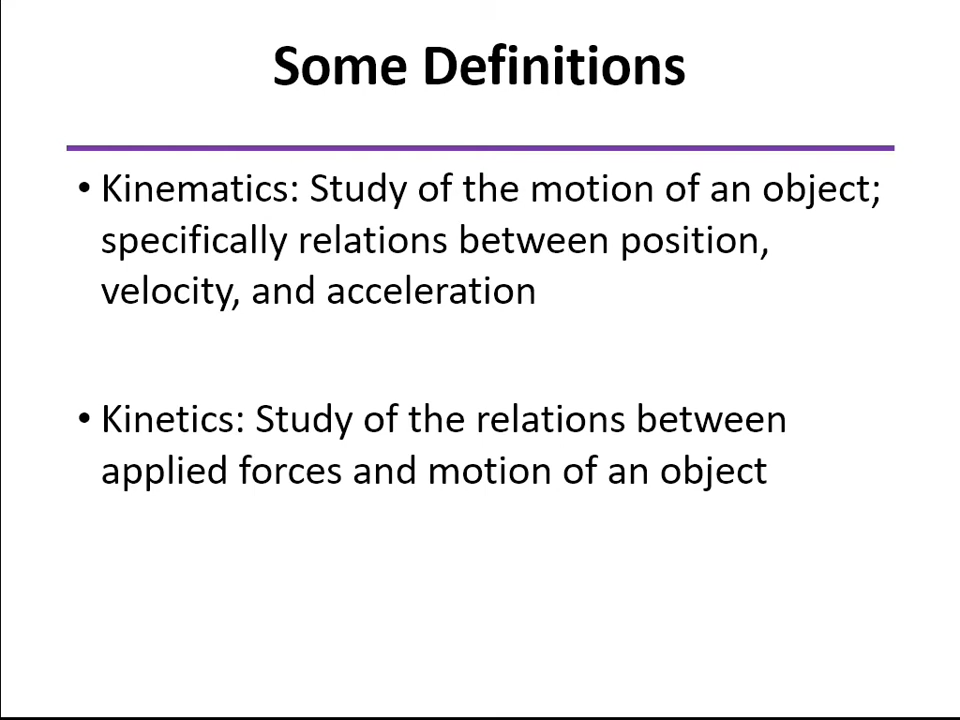 Some Definitions
• Kinematics: Study of the motion of an object;
specifically relations between position,
velocity, and acceleration
• Kinetics: Study of the relations between
applied forces and motion of an object